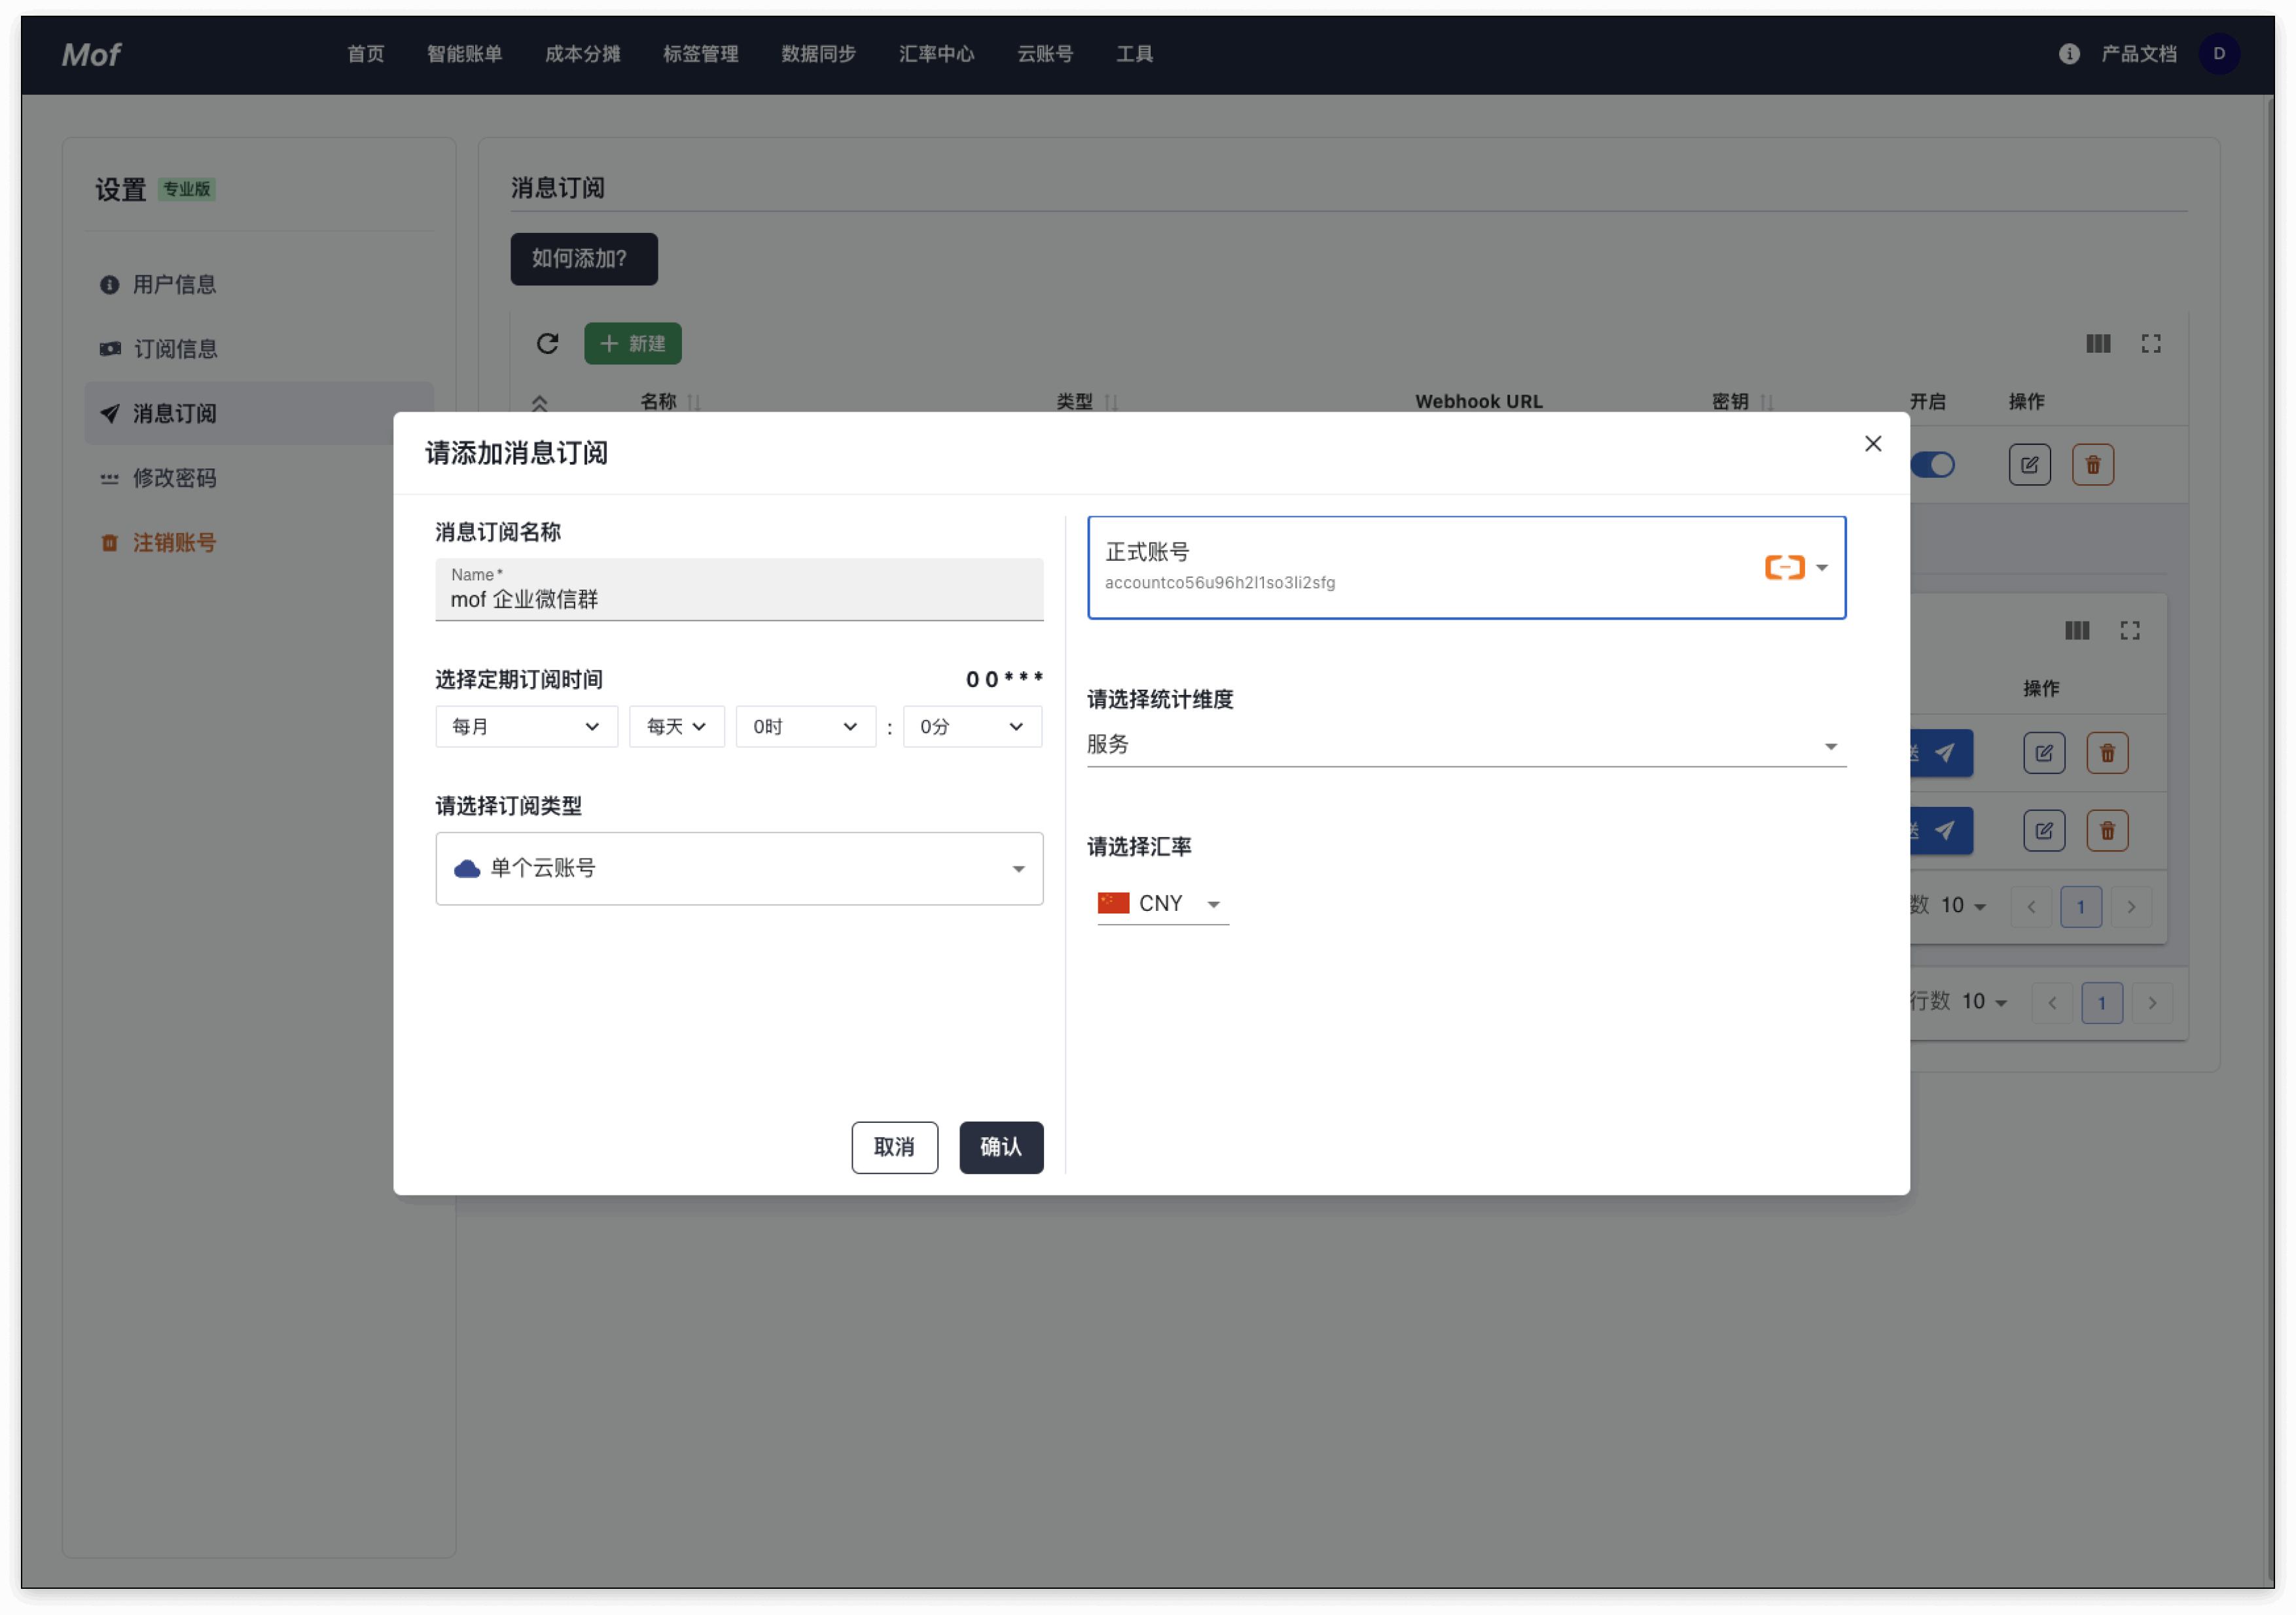 Mof 首页 智能账单 成本分摊 标签管理 数据同步 汇率中心 云账号 工具 产品文档 D
设置 专业版
用户信息
订阅信息
消息订阅
修改密码
注销账号
消息订阅
如何添加?
新建
名称 类型 Webhook URL 密钥 开启 操作
请添加消息订阅
消息订阅名称
Name *
mof 企业微信群
选择定期订阅时间 0 0 * * *
每月 每天 0时 : 0分
请选择订阅类型
单个云账号
取消 确认
正式账号
accountco56u96h2l1so3li2sfg
请选择统计维度
服务
请选择汇率
CNY
操作
数 10 1
行数 10 1